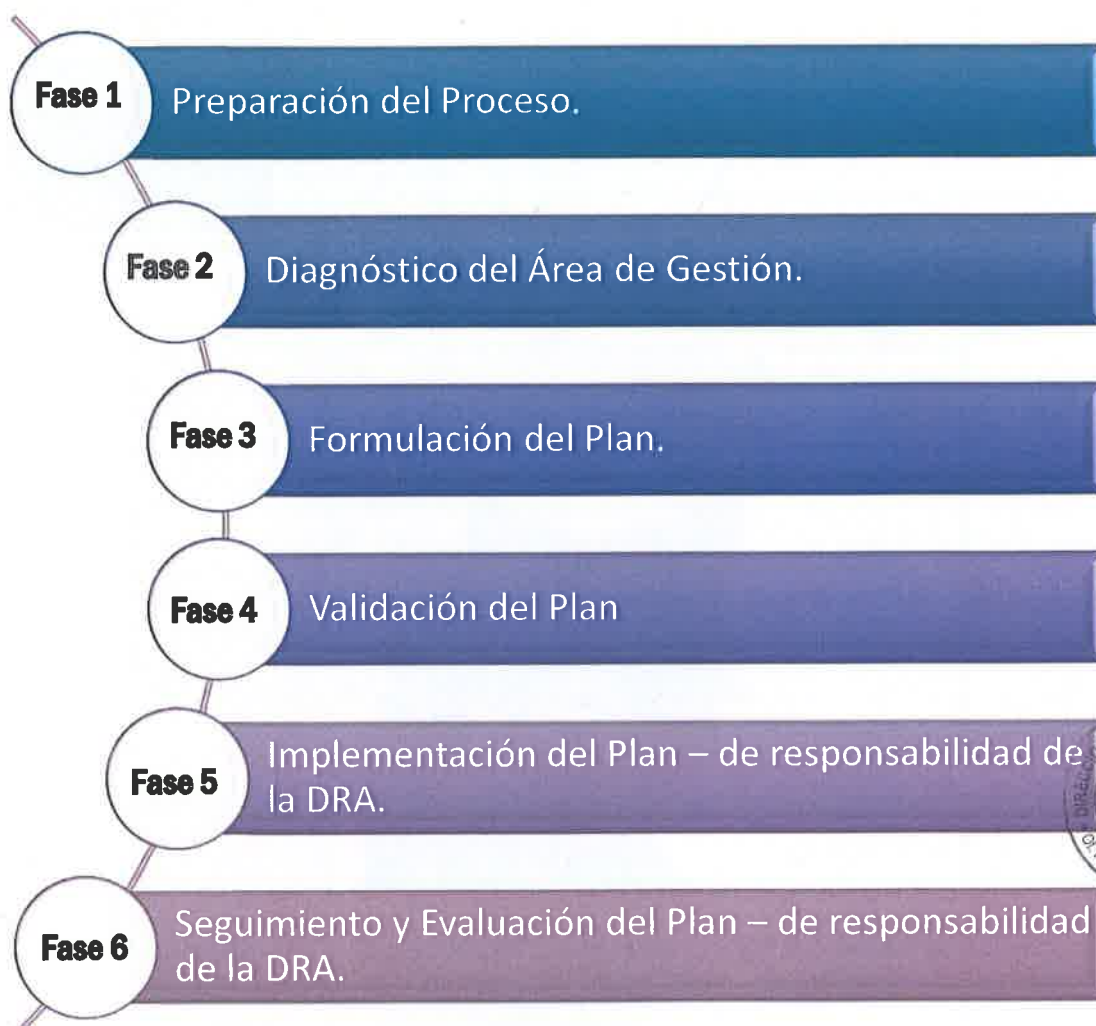 Fase 1
Preparación del Proceso.
Fase 2
Diagnóstico del Área de Gestión.
Fase 3
Formulación del Plan.
Fase 4
Validación del Plan
Fase 5
Implementación del Plan – de responsabilidad de
la DRA.
Fase 6
Seguimiento y Evaluación del Plan – de responsabilidad
de la DRA.